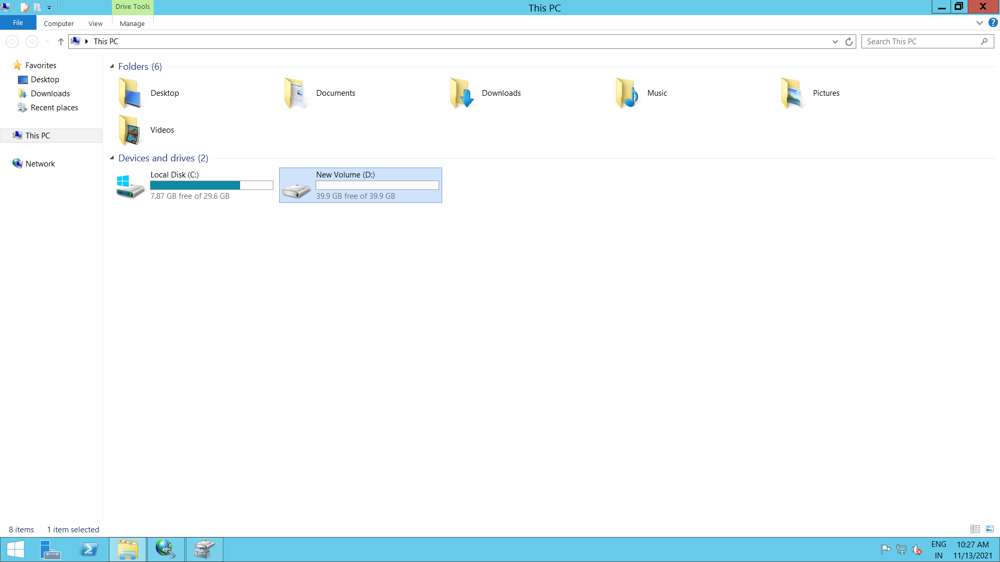 Drive Tools
This PC
File
Computer
View
Manage
This PC
Search This PC
Favorites
Desktop
Downloads
Recent places
This PC
Network
Folders (6)
Desktop
Documents
Downloads
Music
Pictures
Videos
Devices and drives (2)
Local Disk (C:)
7.87 GB free of 29.6 GB
New Volume (D:)
39.9 GB free of 39.9 GB
8 items
1 item selected
ENG
IN
10:27 AM
11/13/2021